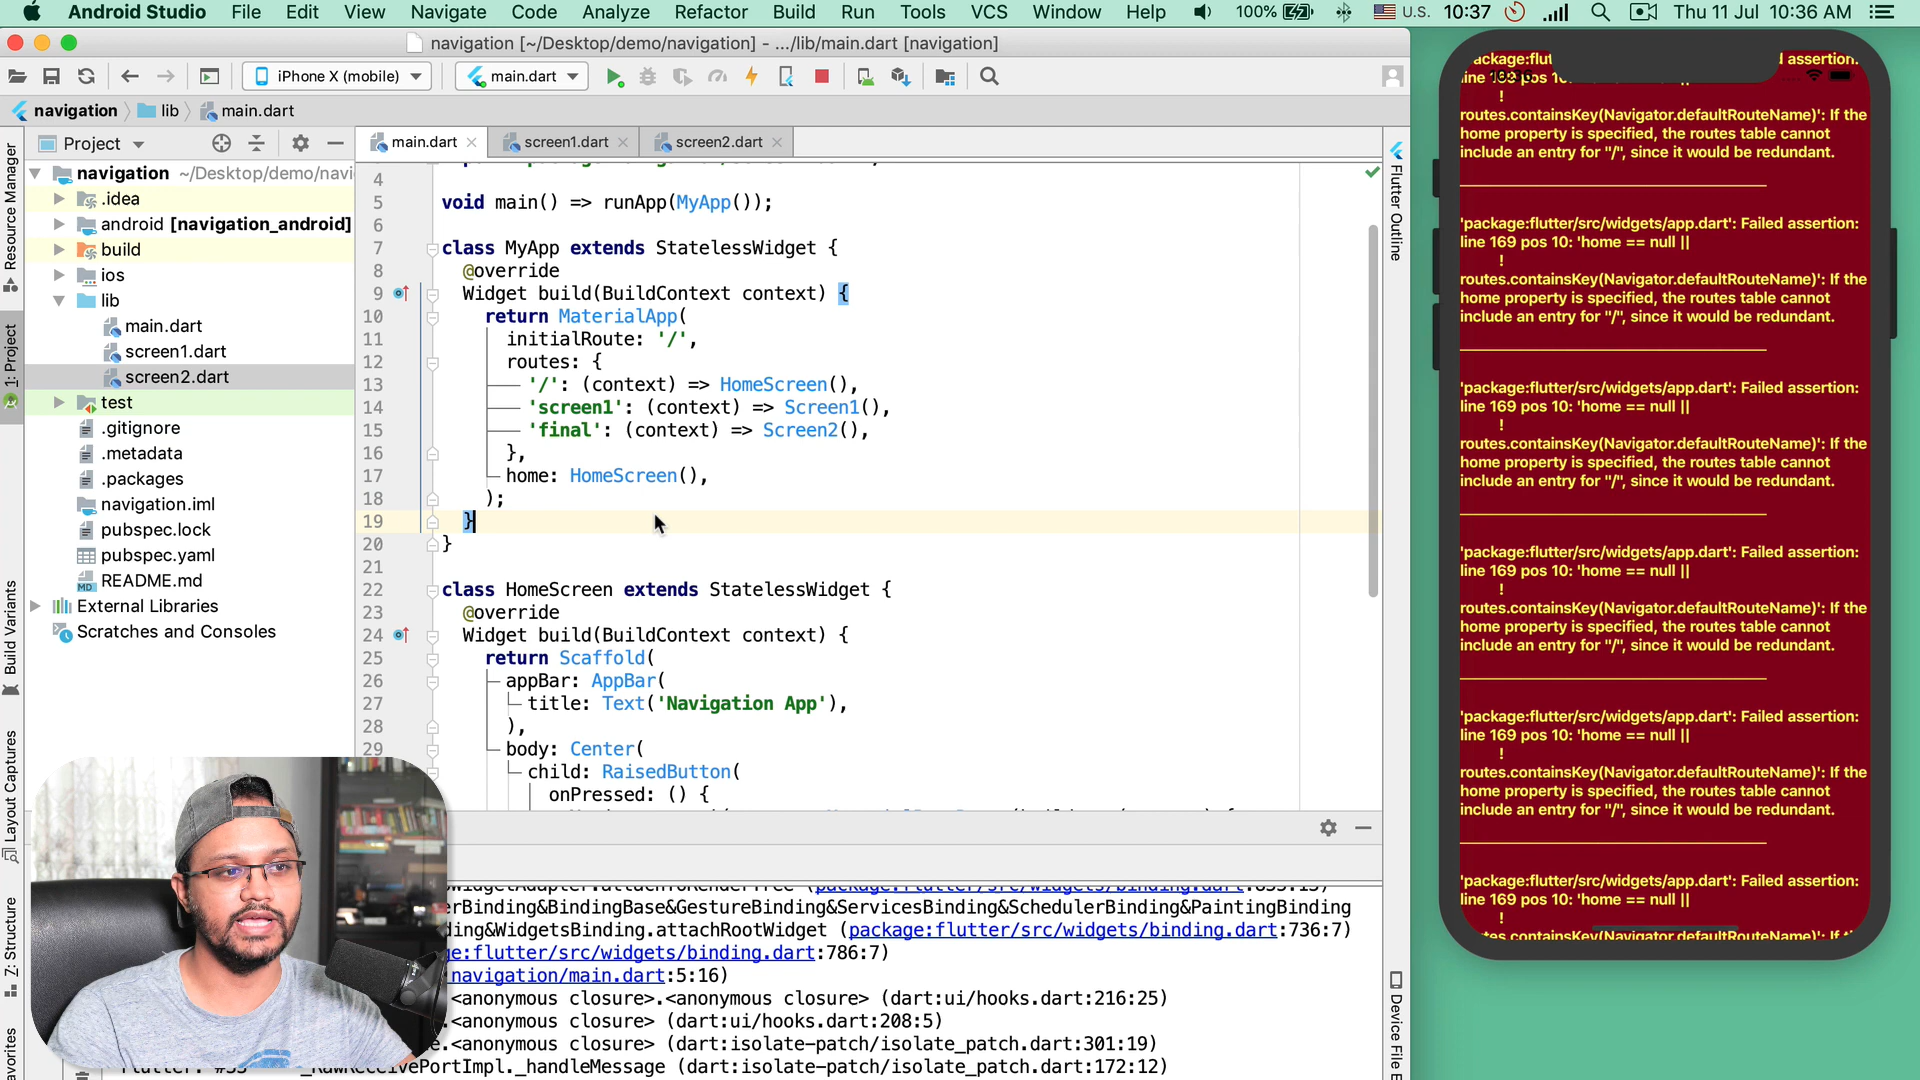 Android Studio File Edit View Navigate Code Analyze Refactor Build Run Tools VCS Window Help 100% U.S. 10:37 Thu 11 Jul 10:36 AM
navigation [~/Desktop/demo/navigation] - .../lib/main.dart [navigation]
iPhone X (mobile) main.dart
navigation lib main.dart
Project
main.dart screen1.dart screen2.dart
Resource Manager
1: Project
Build Variants
Layout Captures
7: Structure
navigation ~/Desktop/demo/navi
.idea
android [navigation_android]
build
ios
lib
main.dart
screen1.dart
screen2.dart
test
.gitignore
.metadata
.packages
navigation.iml
pubspec.lock
pubspec.yaml
README.md
External Libraries
Scratches and Consoles
4
5 void main() => runApp(MyApp());
6
7 class MyApp extends StatelessWidget {
8 @override
9 Widget build(BuildContext context) {
10 return MaterialApp(
11 initialRoute: '/',
12 routes: {
13 '/': (context) => HomeScreen(),
14 'screen1': (context) => Screen1(),
15 'final': (context) => Screen2(),
16 },
17 home: HomeScreen(),
18 );
19 }
20 }
21
22 class HomeScreen extends StatelessWidget {
23 @override
24 Widget build(BuildContext context) {
25 return Scaffold(
26 appBar: AppBar(
27 title: Text('Navigation App'),
28 ),
29 body: Center(
child: RaisedButton(
onPressed: () {
erBinding&BindingBase&GestureBinding&ServicesBinding&SchedulerBinding&PaintingBinding
ding&WidgetsBinding.attachRootWidget (package:flutter/src/widgets/binding.dart:736:7)
ge:flutter/src/widgets/binding.dart:786:7)
navigation/main.dart:5:16)
.<anonymous closure>.<anonymous closure> (dart:ui/hooks.dart:216:25)
.<anonymous closure> (dart:ui/hooks.dart:208:5)
e.<anonymous closure> (dart:isolate-patch/isolate_patch.dart:301:19)
_RawReceivePortImpl._handleMessage (dart:isolate-patch/isolate_patch.dart:172:12)
Flutter Outline
Device File E
!
routes.containsKey(Navigator.defaultRouteName)': If the
home property is specified, the routes table cannot
include an entry for "/", since it would be redundant.
'package:flutter/src/widgets/app.dart': Failed assertion:
line 169 pos 10: 'home == null ||
!
routes.containsKey(Navigator.defaultRouteName)': If the
home property is specified, the routes table cannot
include an entry for "/", since it would be redundant.
'package:flutter/src/widgets/app.dart': Failed assertion:
line 169 pos 10: 'home == null ||
!
routes.containsKey(Navigator.defaultRouteName)': If the
home property is specified, the routes table cannot
include an entry for "/", since it would be redundant.
'package:flutter/src/widgets/app.dart': Failed assertion:
line 169 pos 10: 'home == null ||
!
routes.containsKey(Navigator.defaultRouteName)': If the
home property is specified, the routes table cannot
include an entry for "/", since it would be redundant.
'package:flutter/src/widgets/app.dart': Failed assertion:
line 169 pos 10: 'home == null ||
!
routes.containsKey(Navigator.defaultRouteName)': If the
home property is specified, the routes table cannot
include an entry for "/", since it would be redundant.
'package:flutter/src/widgets/app.dart': Failed assertion:
line 169 pos 10: 'home == null ||
!